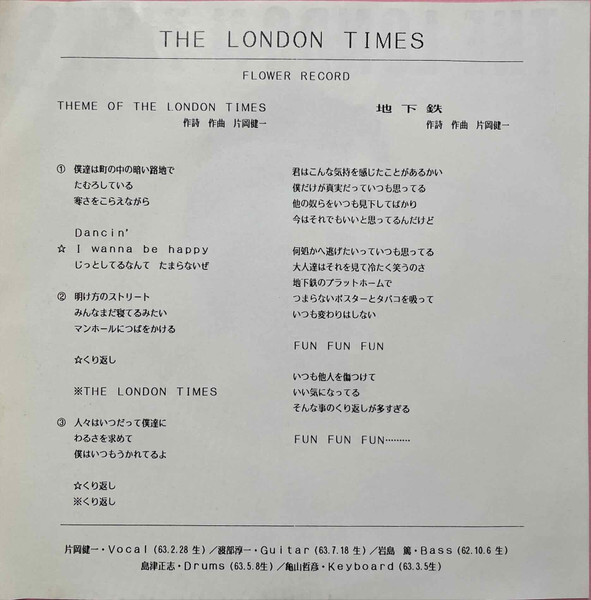 THE LONDON TIMES
FLOWER RECORD
THEME OF THE LONDON TIMES
作詩 作曲 片岡健一
① 僕達は町の中の暗い路地で
たむろしている
寒さをこらえながら
Dancin'
☆ I wanna be happy
じっとしてるなんて たまらないぜ
② 明け方のストリート
みんなまだ寝てるみたい
マンホールにつばをかける
☆くり返し
※THE LONDON TIMES
③ 人々はいつだって僕達に
わるさを求めて
僕はいつもうかれてるよ
☆くり返し
※くり返し
地下鉄
作詩 作曲 片岡健一
君はこんな気持を感じたことがあるかい
僕だけが真実だっていつも思ってる
他の奴らをいつも見下してばかり
今はそれでもいいと思ってるんだけど
何処かへ逃げたいっていつも思ってる
大人達はそれを見て冷たく笑うのさ
地下鉄のプラットホームで
つまらないポスターとタバコを吸って
いつも変わりはしない
FUN FUN FUN
いつも他人を傷つけて
いい気になってる
そんな事のくり返しが多すぎる
FUN FUN FUN………
片岡健一・Vocal(63.2.28 生)／渡部淳一・Guitar(63.7.18 生)／岩島 篤・Bass(62.10.6 生)
島津正志・Drums(63.5.8生)／亀山哲彦・Keyboard(63.3.5生)